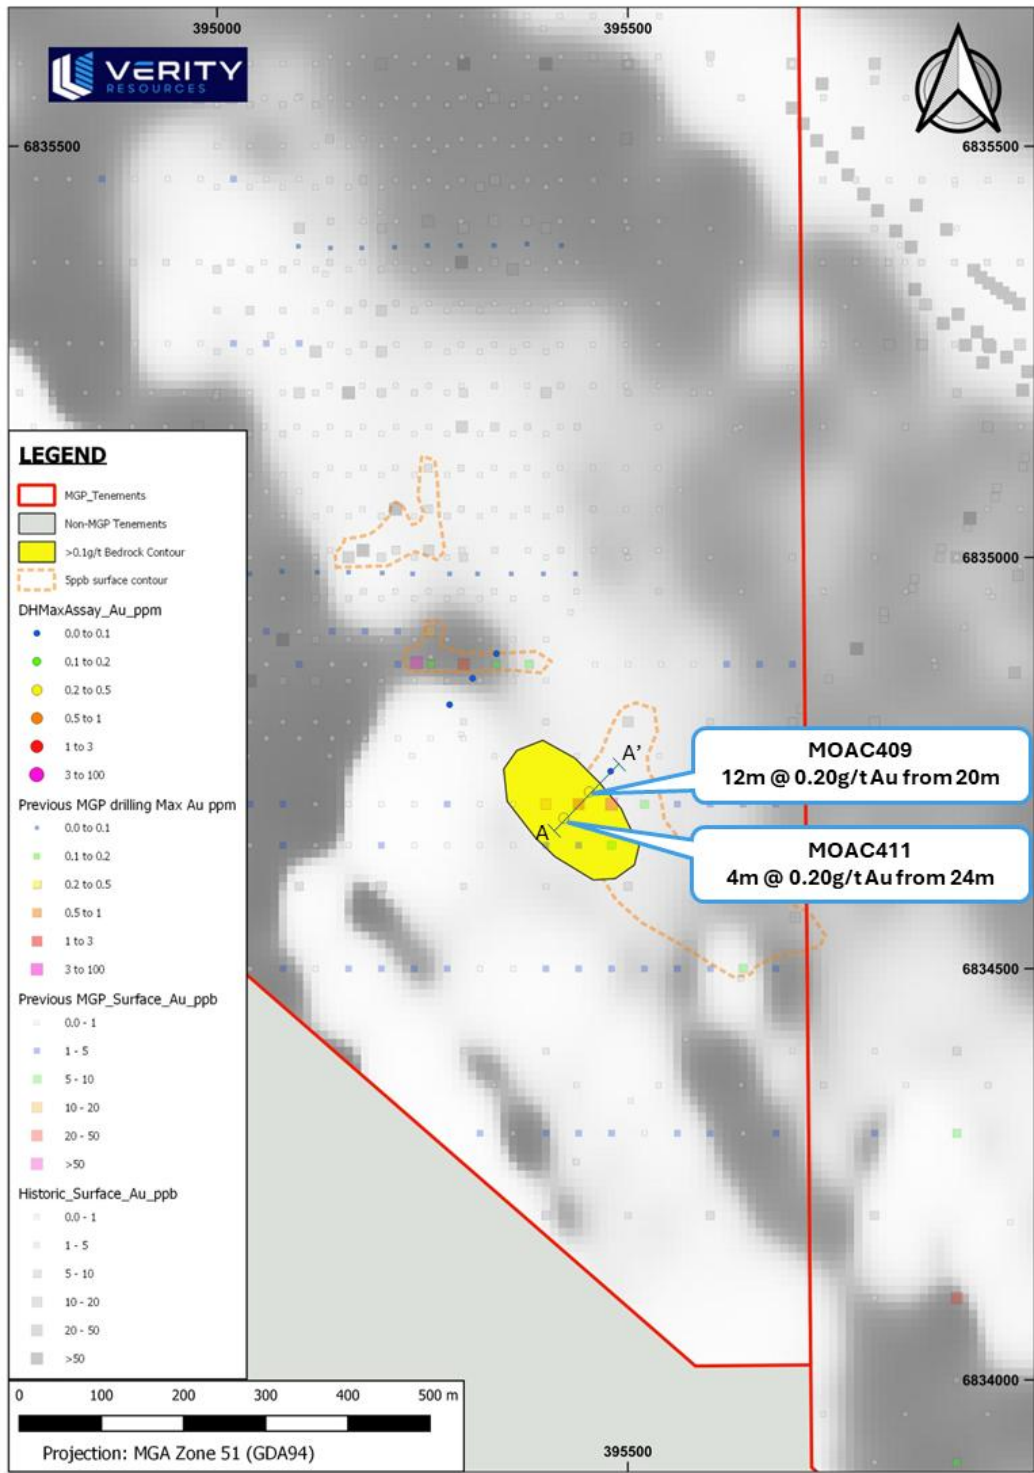 395000
395500
VERITY
RESOURCES
6835500
6835500
LEGEND
MGP_Tenements
Non-MGP Tenements
>0.1g/t Bedrock Contour
5ppb surface contour
DHMaxAssay_Au_ppm
0.0 to 0.1
0.1 to 0.2
0.2 to 0.5
0.5 to 1
1 to 3
3 to 100
Previous MGP drilling Max Au ppm
0.0 to 0.1
0.1 to 0.2
0.2 to 0.5
0.5 to 1
1 to 3
3 to 100
Previous MGP_Surface_Au_ppb
0.0 - 1
1 - 5
5 - 10
10 - 20
20 - 50
>50
Historic_Surface_Au_ppb
0.0 - 1
1 - 5
5 - 10
10 - 20
20 - 50
>50
6835000
A'
A
MOAC409
12m @ 0.20g/t Au from 20m
MOAC411
4m @ 0.20g/t Au from 24m
6834500
6834000
0 100 200 300 400 500 m
Projection: MGA Zone 51 (GDA94)
395500